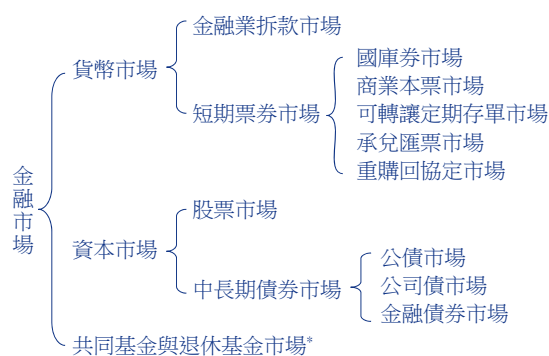 金融市場
貨幣市場
金融業拆款市場
短期票券市場
國庫券市場
商業本票市場
可轉讓定期存單市場
承兌匯票市場
重購回協定市場
資本市場
股票市場
中長期債券市場
公債市場
公司債市場
金融債券市場
共同基金與退休基金市場*